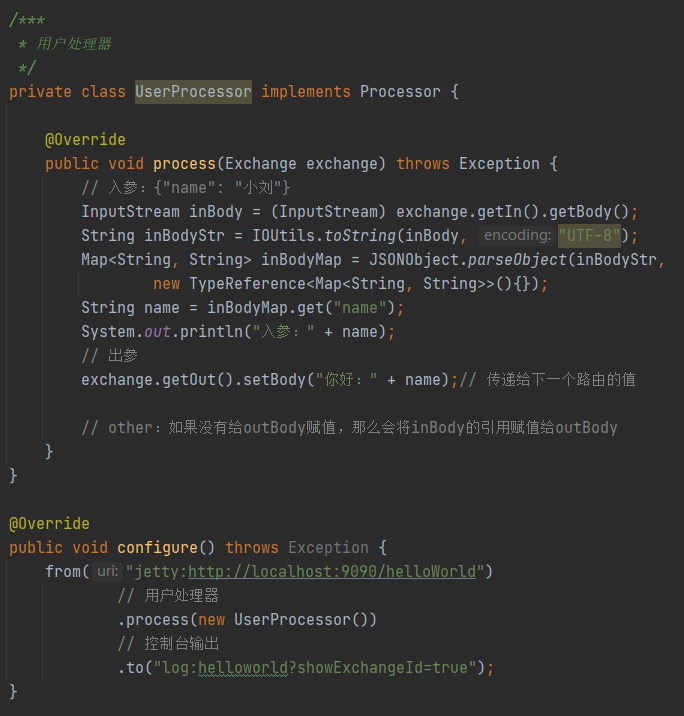 /***
 * 用户处理器
 */
private class UserProcessor implements Processor {
@Override
public void process(Exchange exchange) throws Exception {
// 入参：{"name": "小刘"}
InputStream inBody = (InputStream) exchange.getIn().getBody();
String inBodyStr = IOUtils.toString(inBody, encoding: "UTF-8");
Map<String, String> inBodyMap = JSONObject.parseObject(inBodyStr,
new TypeReference<Map<String, String>>(){});
String name = inBodyMap.get("name");
System.out.println("入参：" + name);
// 出参
exchange.getOut().setBody("你好：" + name);// 传递给下一个路由的值
// other：如果没有给outBody赋值，那么会将inBody的引用赋值给outBody
}
}
@Override
public void configure() throws Exception {
from( uri: "jetty:http://localhost:9090/helloWorld")
// 用户处理器
.process(new UserProcessor())
// 控制台输出
.to("log:helloworld?showExchangeId=true");
}